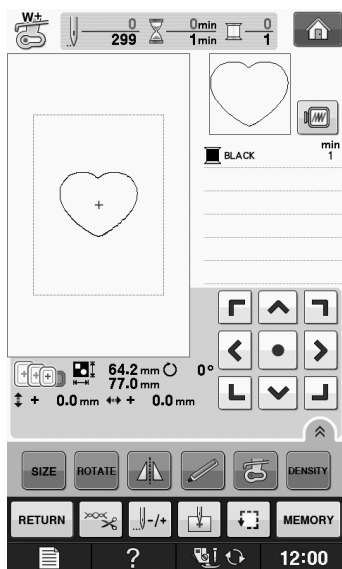 W+
0 0min 0
299 1min 1
min
BLACK 1
64.2 mm 0°
77.0 mm
+ 0.0 mm + 0.0 mm
SIZE ROTATE DENSITY
RETURN -/+ MEMORY
? 12:00